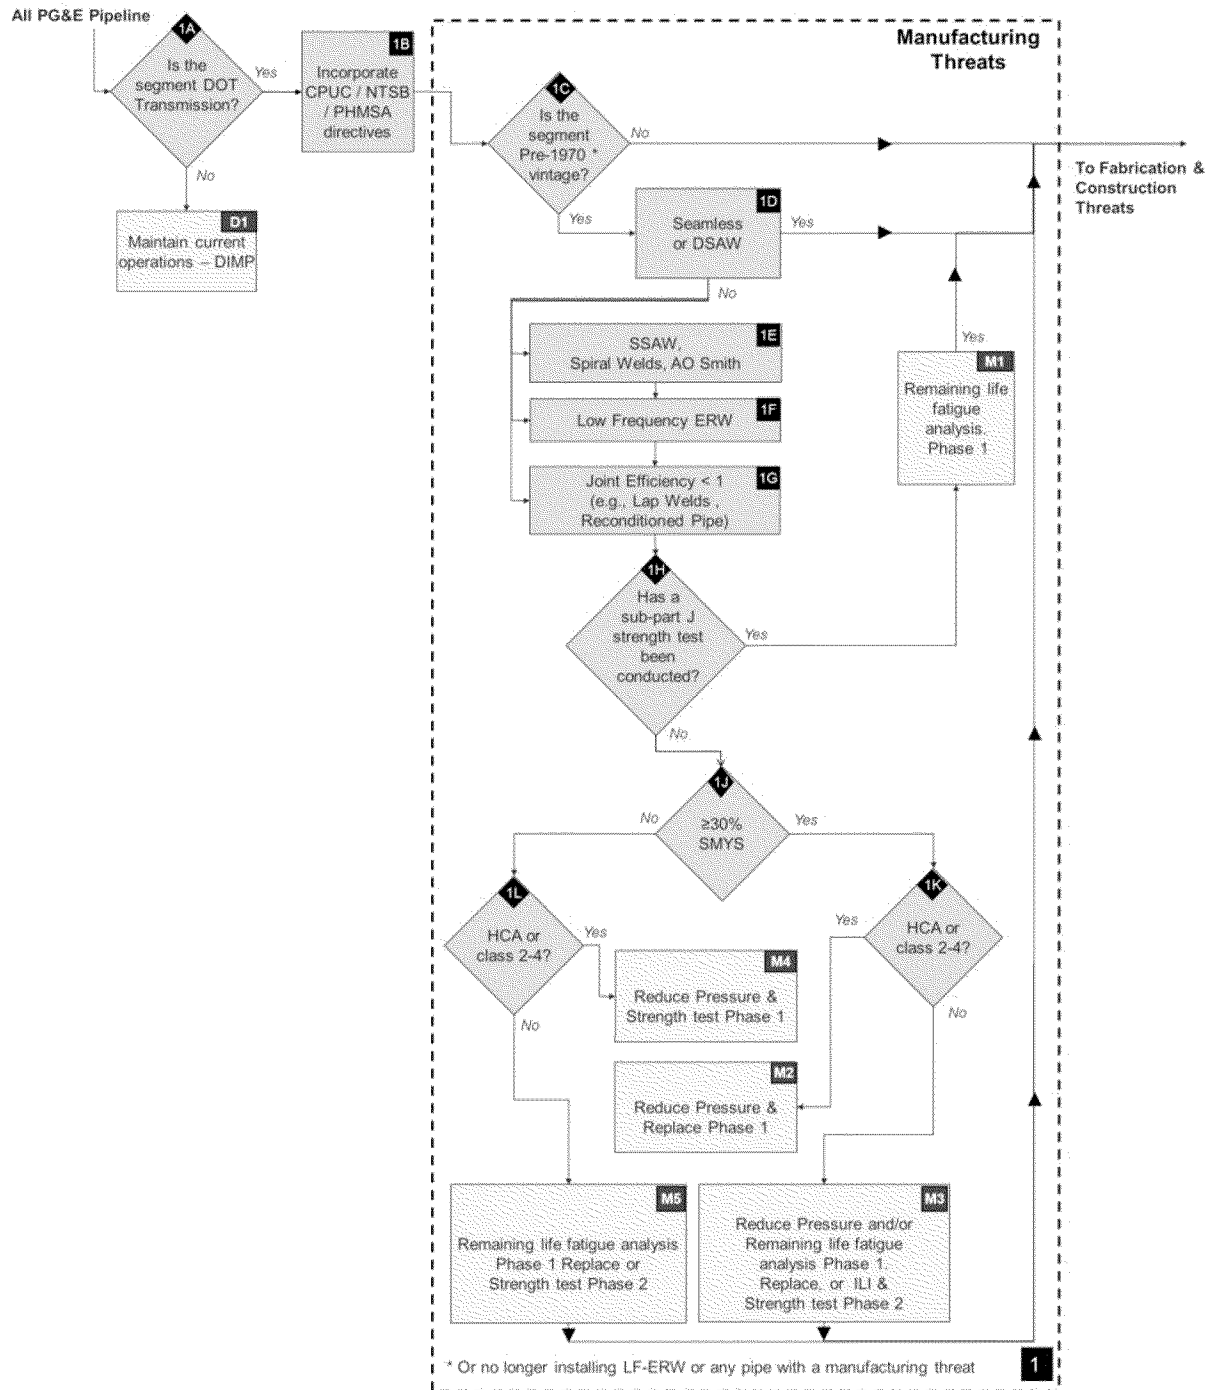 All PG&E Pipeline
1A
Is the
segment DOT
Transmission?
Yes
No
1B
Incorporate
CPUC / NTSB
/ PHMSA
directives
D1
Maintain current
operations – DIMP
Manufacturing
Threats
1C
Is the
segment
Pre-1970 *
vintage?
No
Yes
To Fabrication &
Construction
Threats
1D
Seamless
or DSAW
Yes
No
1E
SSAW,
Spiral Welds, AO Smith
1F
Low Frequency ERW
1G
Joint Efficiency < 1
(e.g., Lap Welds ,
Reconditioned Pipe)
Yes
M1
Remaining life
fatigue
analysis.
Phase 1
1H
Has a
sub-part J
strength test
been
conducted?
Yes
No
1J
≥30%
SMYS
No
Yes
1L
HCA or
class 2-4?
Yes
No
1K
HCA or
class 2-4?
Yes
No
M4
Reduce Pressure &
Strength test Phase 1
M2
Reduce Pressure &
Replace Phase 1
M5
Remaining life fatigue analysis
Phase 1 Replace or
Strength test Phase 2
M3
Reduce Pressure and/or
Remaining life fatigue
analysis Phase 1.
Replace, or ILI &
Strength test Phase 2
* Or no longer installing LF-ERW or any pipe with a manufacturing threat
1